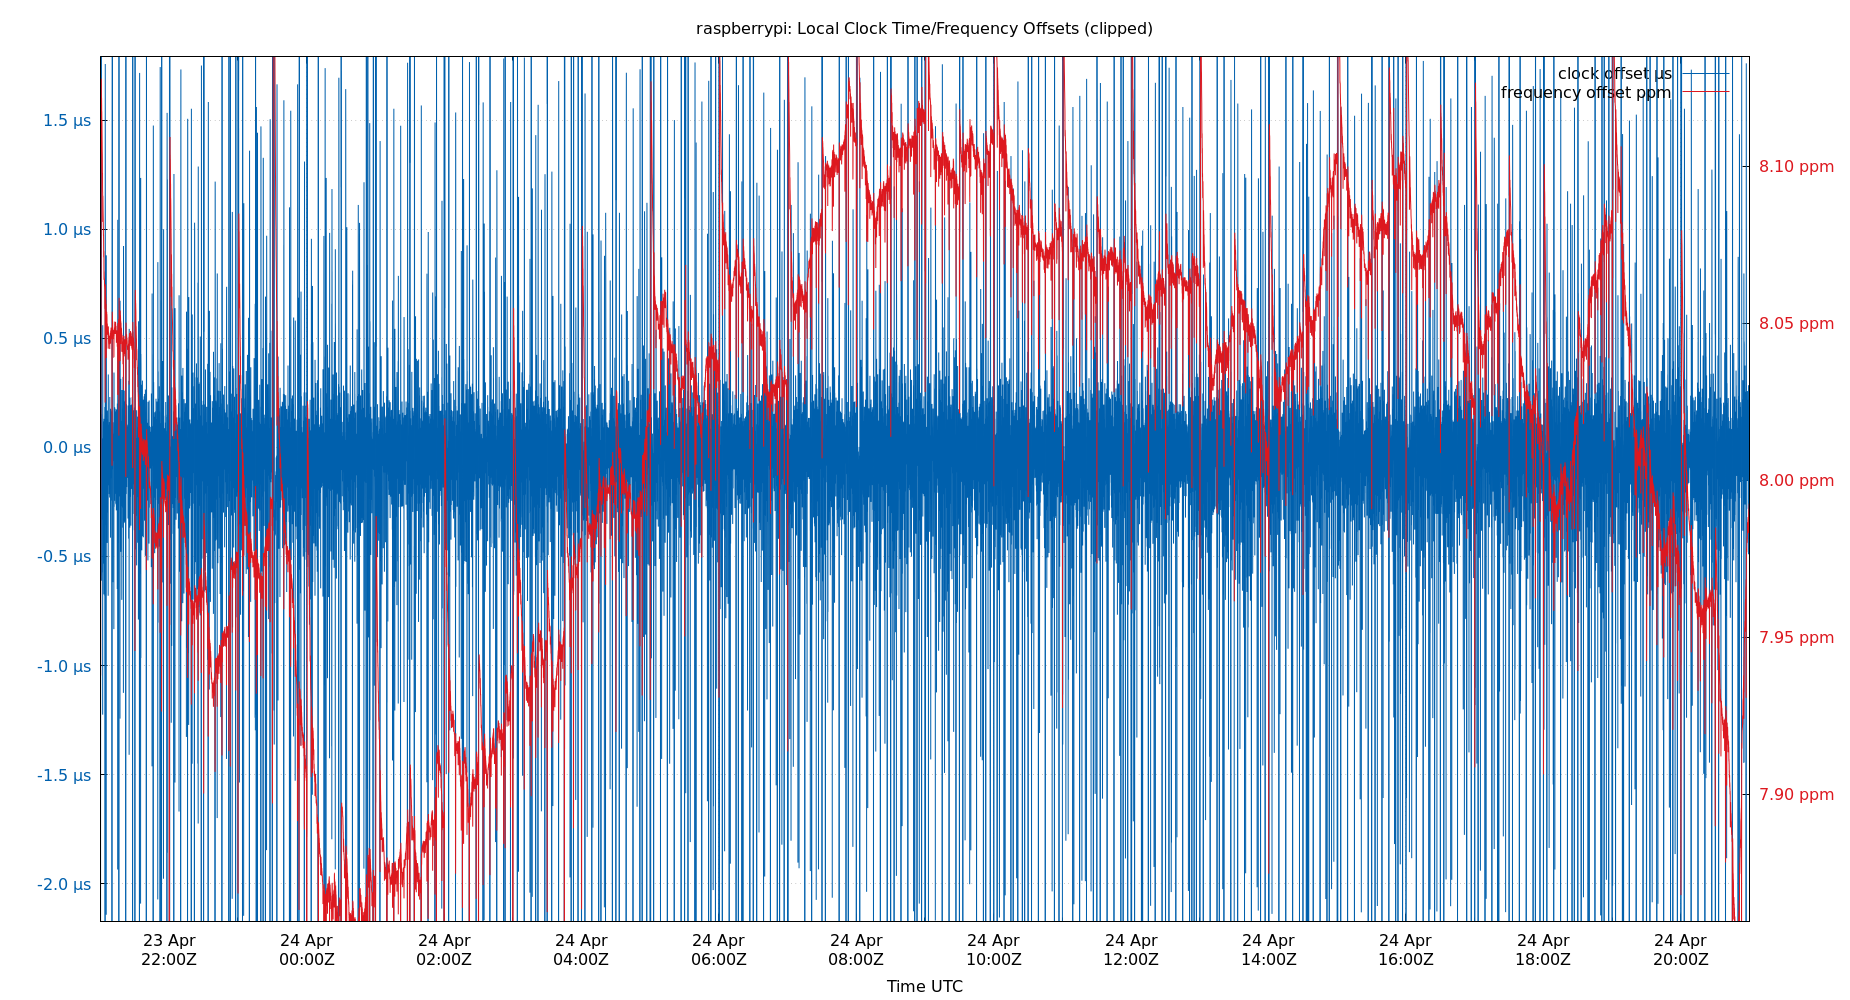 raspberrypi: Local Clock Time/Frequency Offsets (clipped)
clock offset µs
frequency offset ppm
1.5 µs
1.0 µs
0.5 µs
0.0 µs
-0.5 µs
-1.0 µs
-1.5 µs
-2.0 µs
8.10 ppm
8.05 ppm
8.00 ppm
7.95 ppm
7.90 ppm
23 Apr 24 Apr 24 Apr 24 Apr 24 Apr 24 Apr 24 Apr 24 Apr 24 Apr 24 Apr 24 Apr 24 Apr
22:00Z 00:00Z 02:00Z 04:00Z 06:00Z 08:00Z 10:00Z 12:00Z 14:00Z 16:00Z 18:00Z 20:00Z
Time UTC